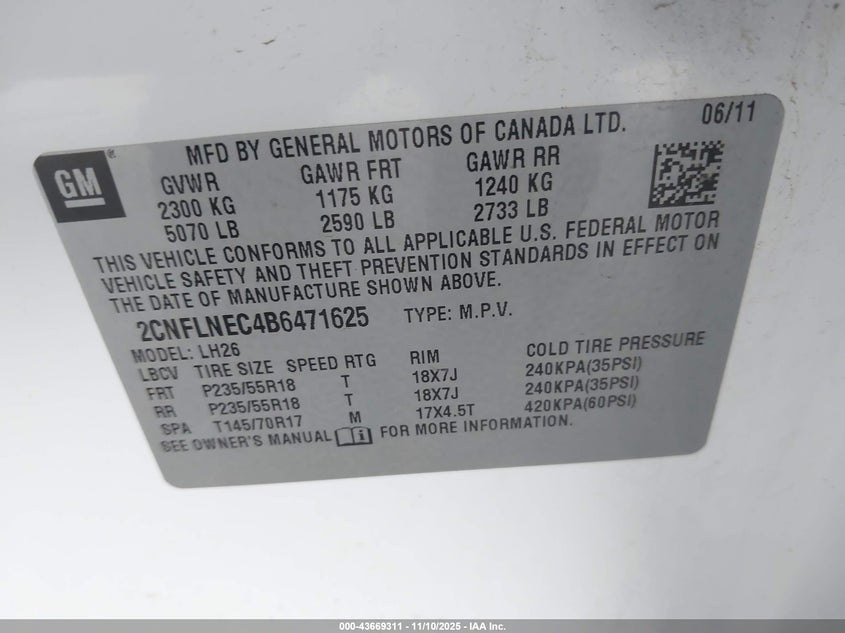 GM®
MFD BY GENERAL MOTORS OF CANADA LTD. 06/11
GVWR GAWR FRT GAWR RR
2300 KG 1175 KG 1240 KG
5070 LB 2590 LB 2733 LB
THIS VEHICLE CONFORMS TO ALL APPLICABLE U.S. FEDERAL MOTOR
VEHICLE SAFETY AND THEFT PREVENTION STANDARDS IN EFFECT ON
THE DATE OF MANUFACTURE SHOWN ABOVE.
2CNFLNEC4B6471625 TYPE: M.P.V.
MODEL: LH26
LBCV TIRE SIZE SPEED RTG RIM COLD TIRE PRESSURE
FRT P235/55R18 T 18X7J 240KPA(35PSI)
RR P235/55R18 T 18X7J 240KPA(35PSI)
SPA T145/70R17 M 17X4.5T 420KPA(60PSI)
SEE OWNER'S MANUAL FOR MORE INFORMATION.
000-43669311 - 11/10/2025 - IAA Inc.